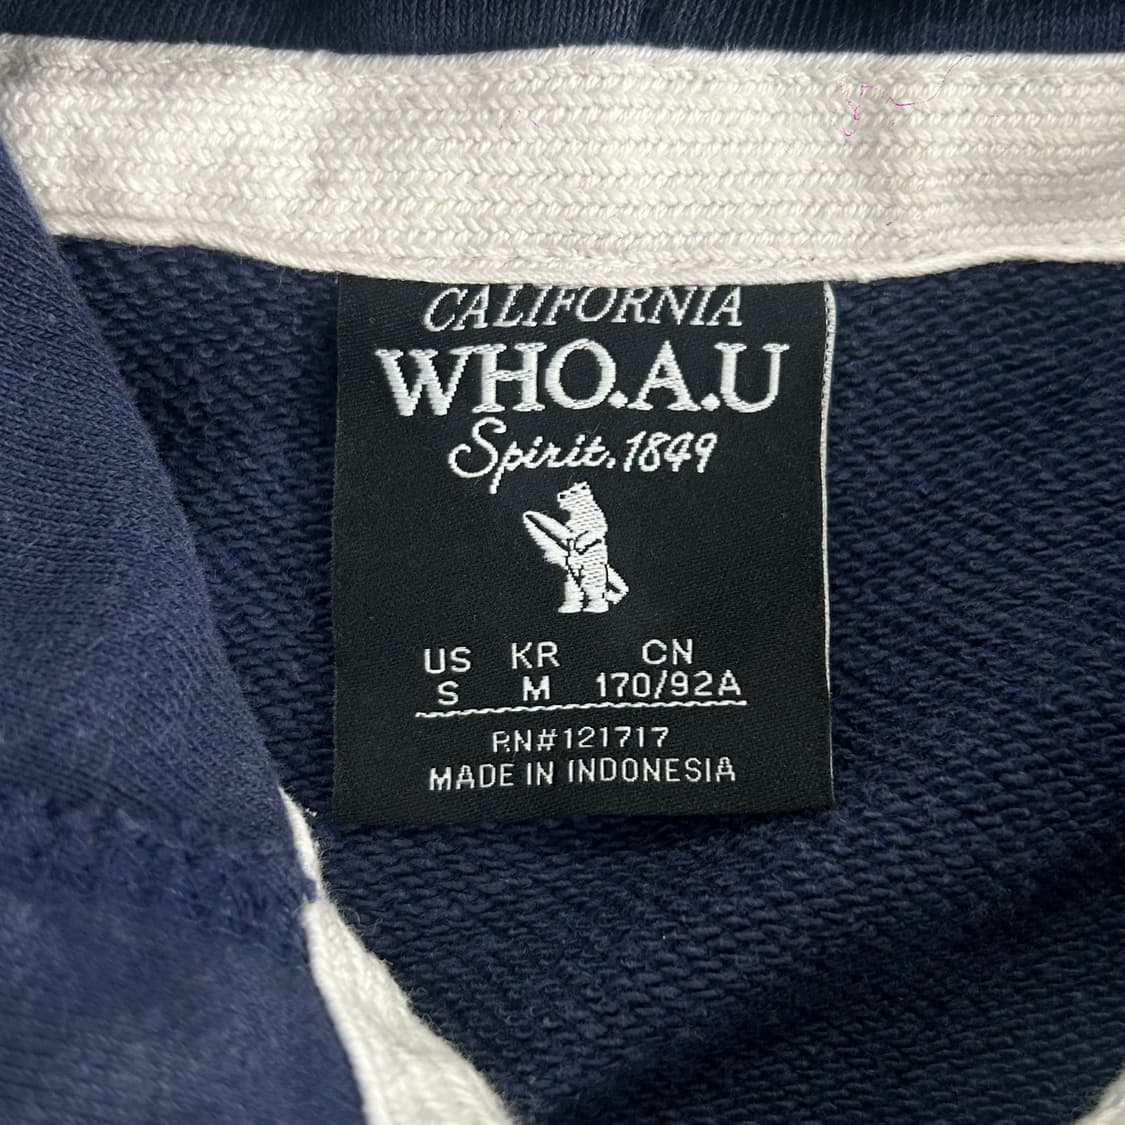 CALIFORNIA
WHO.A.U
Spirit.1849
US KR CN
S M 170/92A
RN#121717
MADE IN INDONESIA